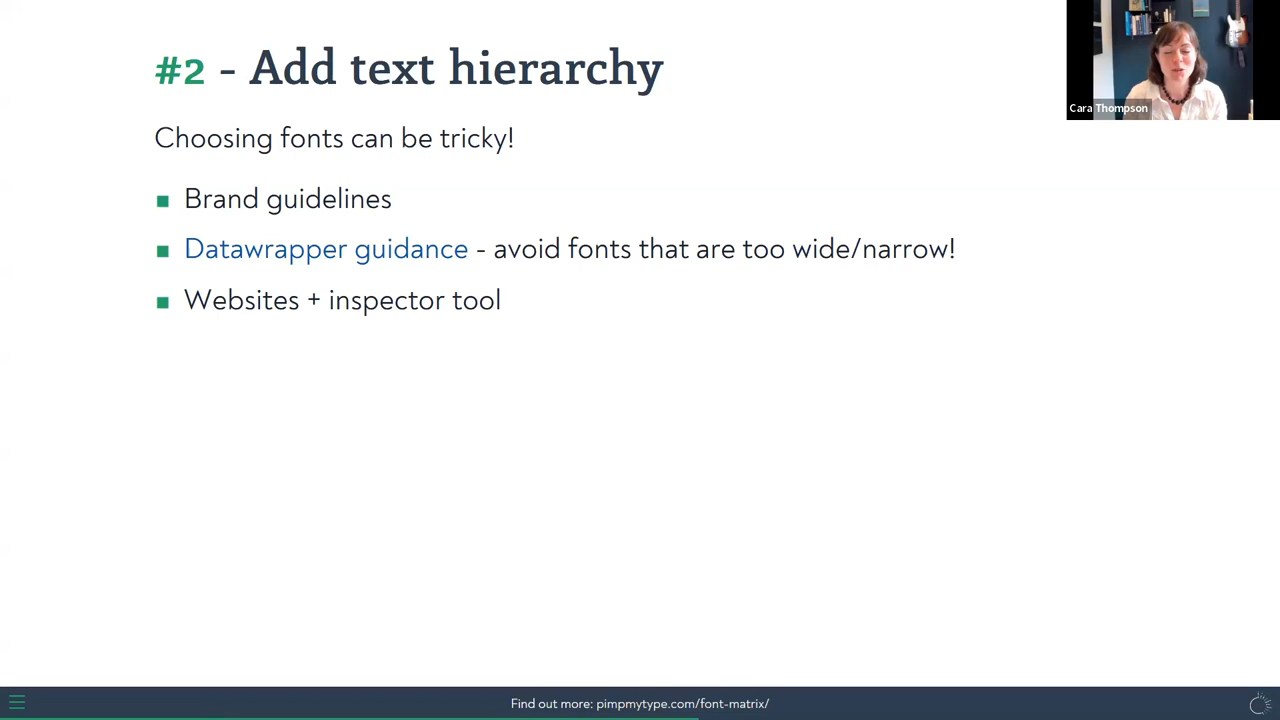 #2 - Add text hierarchy
Cara Thompson
Choosing fonts can be tricky!
Brand guidelines
Datawrapper guidance - avoid fonts that are too wide/narrow!
Websites + inspector tool
Find out more: pimpmytype.com/font-matrix/